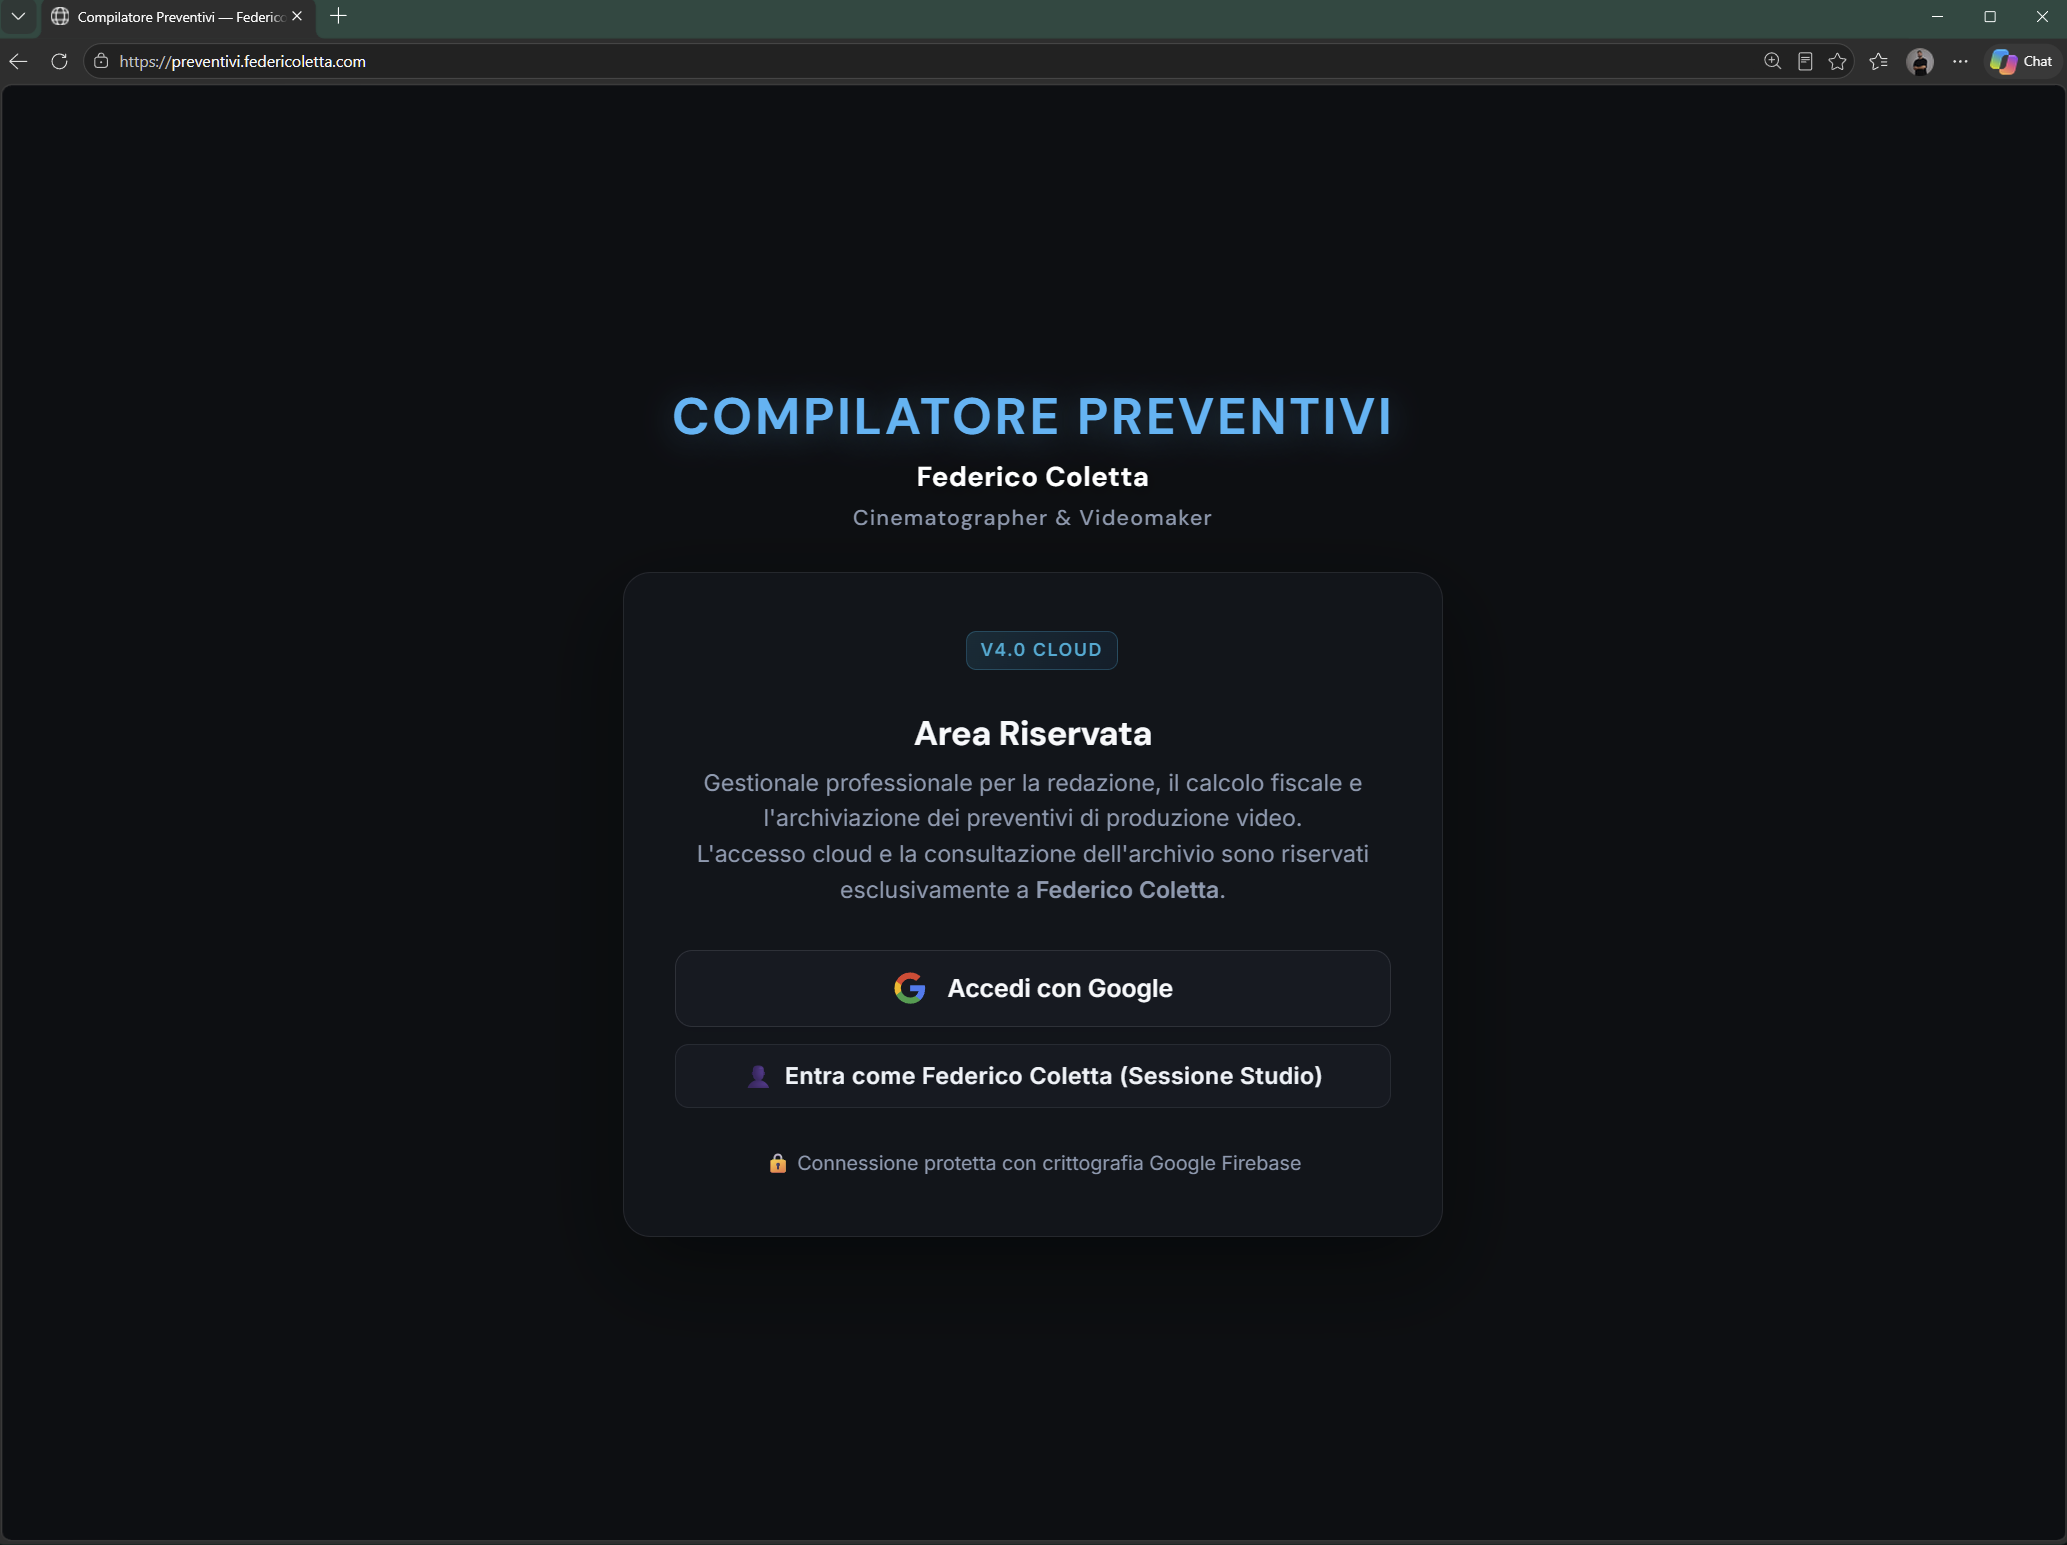 Compilatore Preventivi — Federico
https://preventivi.federicoletta.com
Chat
COMPILATORE PREVENTIVI
Federico Coletta
Cinematographer & Videomaker
V4.0 CLOUD
Area Riservata
Gestionale professionale per la redazione, il calcolo fiscale e
l'archiviazione dei preventivi di produzione video.
L'accesso cloud e la consultazione dell'archivio sono riservati
esclusivamente a Federico Coletta.
Accedi con Google
Entra come Federico Coletta (Sessione Studio)
Connessione protetta con crittografia Google Firebase